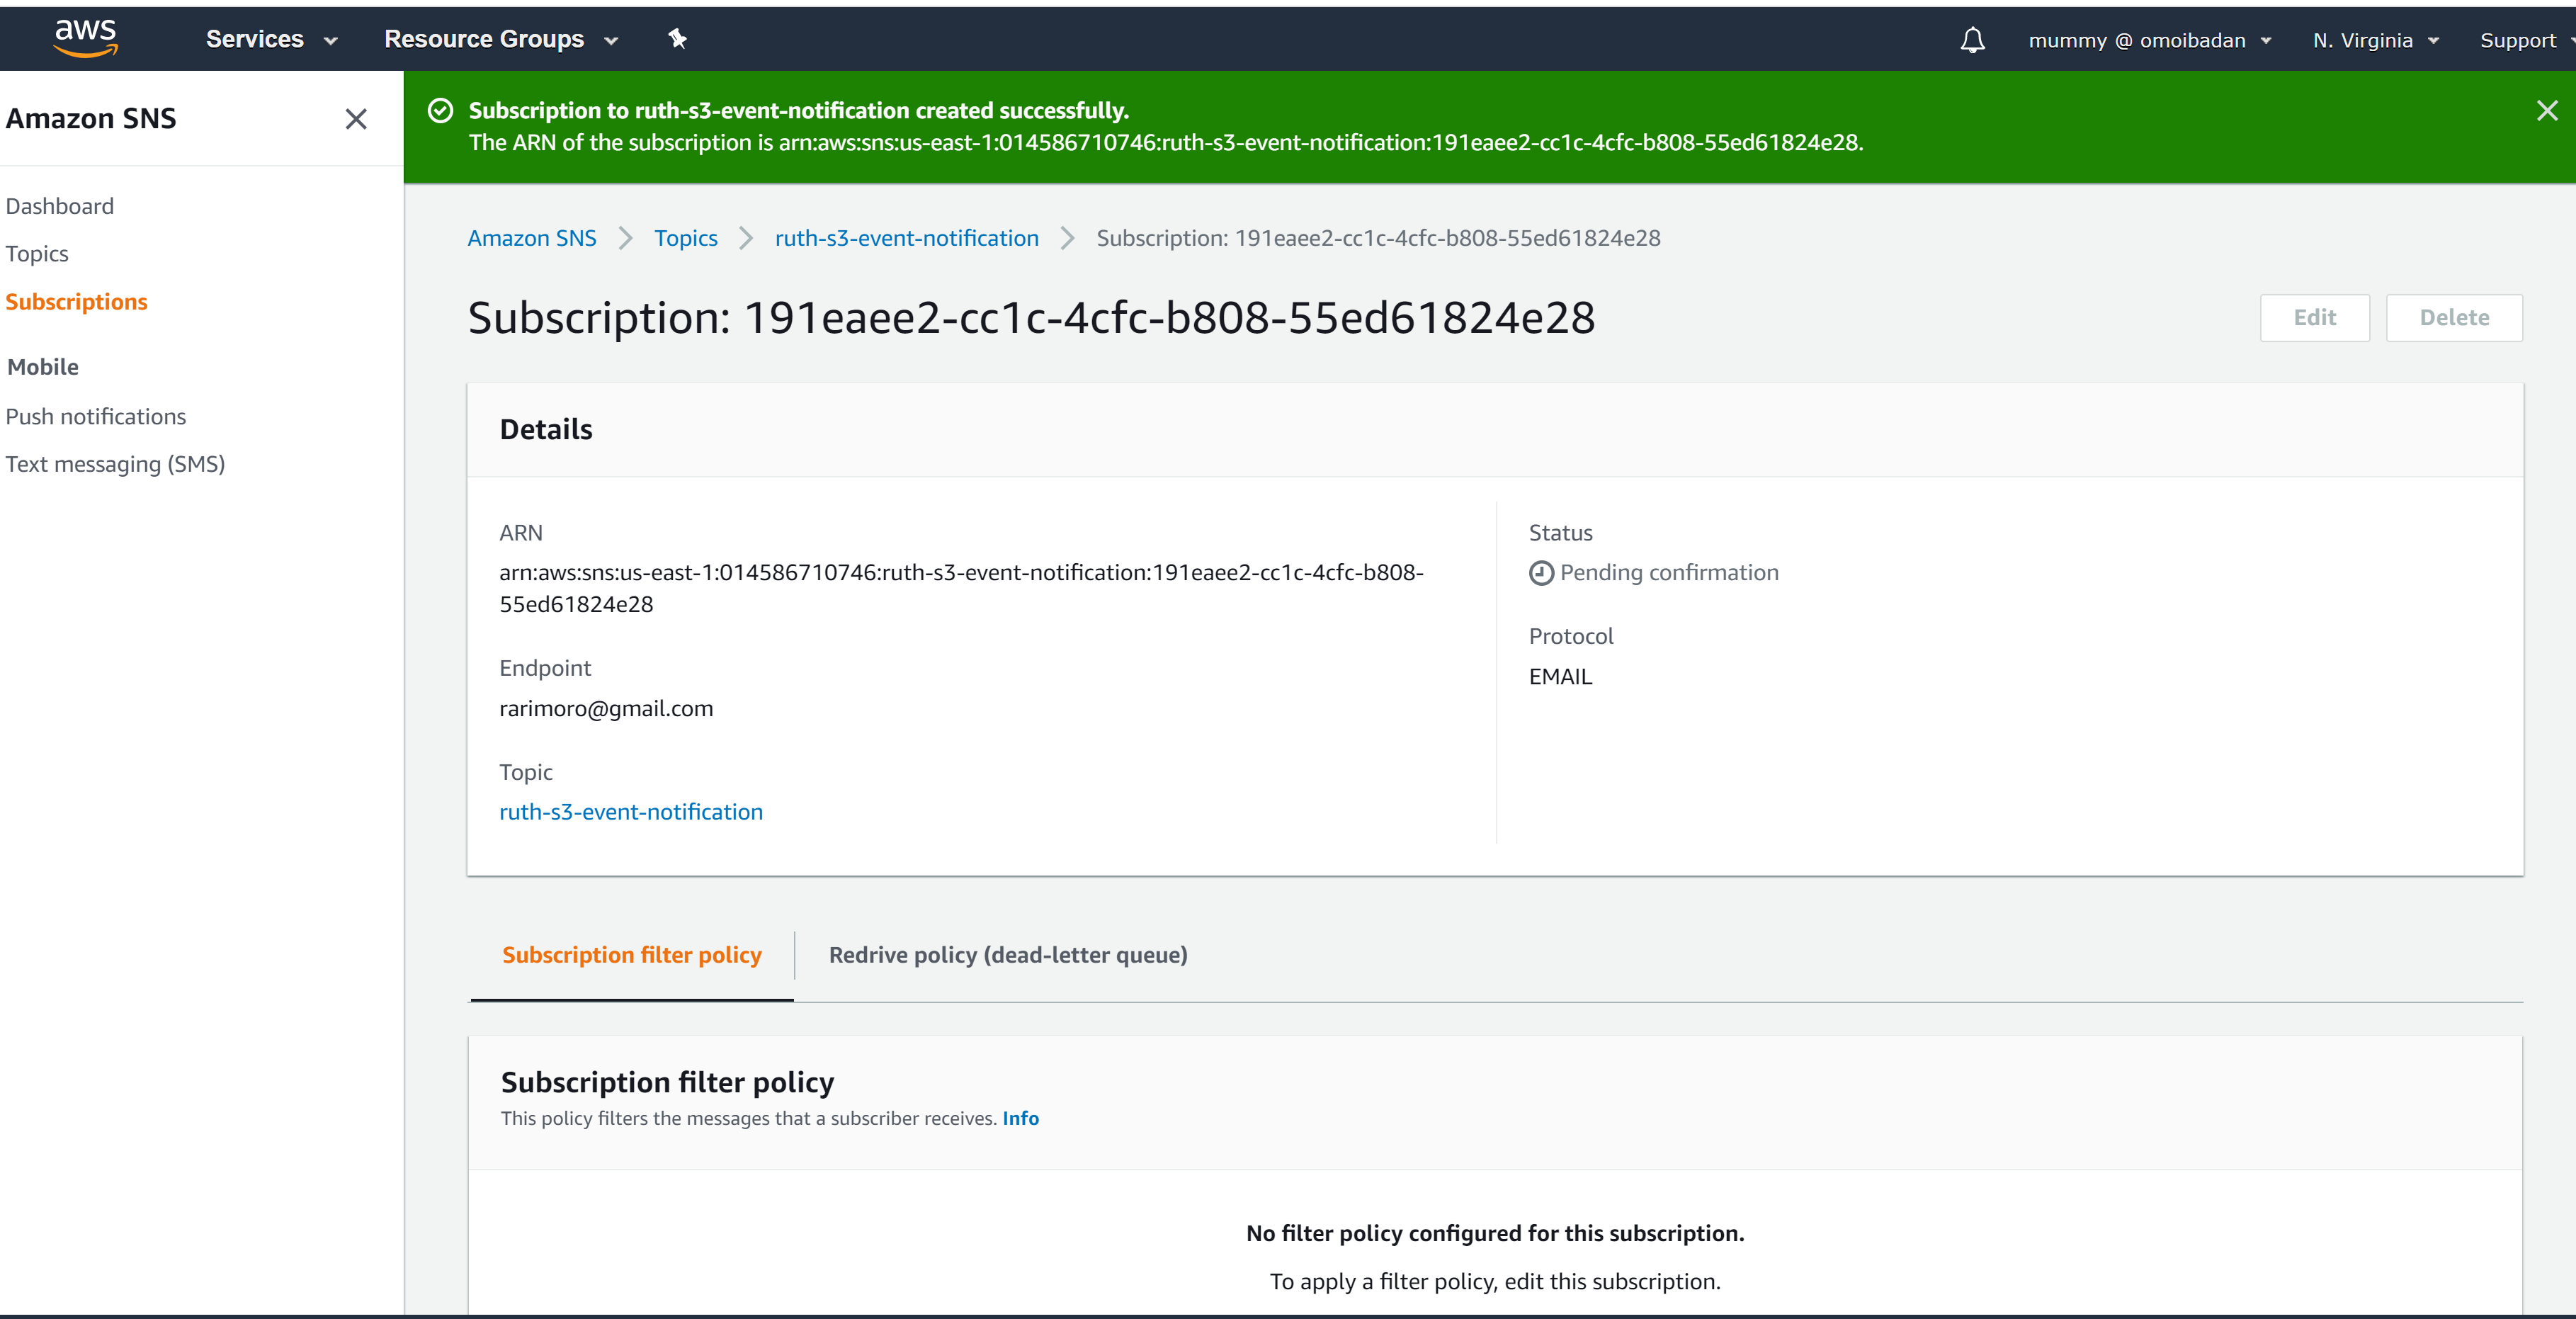 aws
Services
Resource Groups
mummy @ omoibadan
N. Virginia
Support
Amazon SNS
Dashboard
Topics
Subscriptions
Mobile
Push notifications
Text messaging (SMS)
Subscription to ruth-s3-event-notification created successfully.
The ARN of the subscription is arn:aws:sns:us-east-1:014586710746:ruth-s3-event-notification:191eaee2-cc1c-4cfc-b808-55ed61824e28.
Amazon SNS
Topics
ruth-s3-event-notification
Subscription: 191eaee2-cc1c-4cfc-b808-55ed61824e28
Subscription: 191eaee2-cc1c-4cfc-b808-55ed61824e28
Edit
Delete
Details
ARN
arn:aws:sns:us-east-1:014586710746:ruth-s3-event-notification:191eaee2-cc1c-4cfc-b808-
55ed61824e28
Endpoint
rarimoro@gmail.com
Topic
ruth-s3-event-notification
Status
Pending confirmation
Protocol
EMAIL
Subscription filter policy
Redrive policy (dead-letter queue)
Subscription filter policy
This policy filters the messages that a subscriber receives. Info
No filter policy configured for this subscription.
To apply a filter policy, edit this subscription.